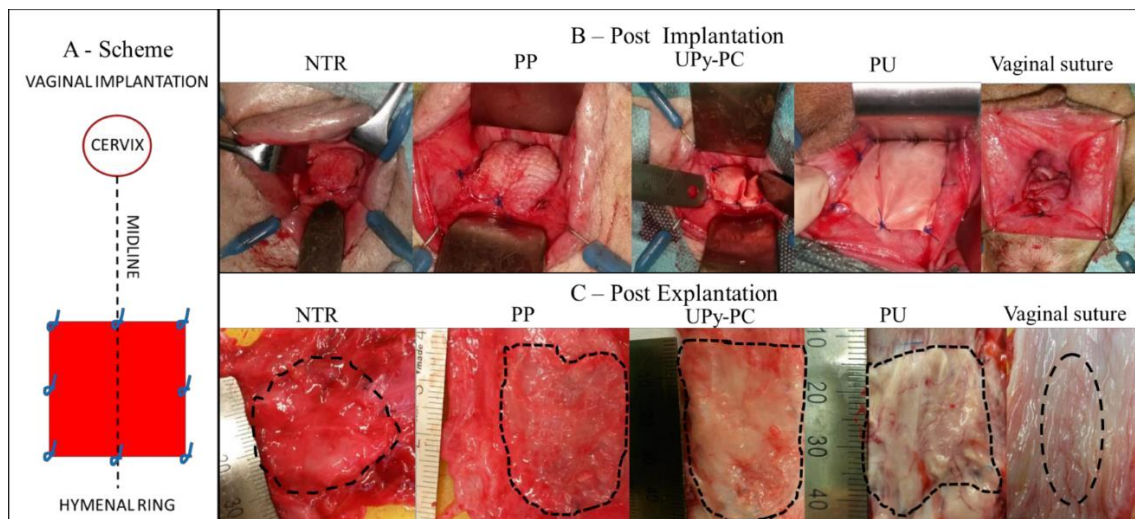 A - Scheme
VAGINAL IMPLANTATION
CERVIX
MIDLINE
HYMENAL RING
B – Post Implantation
NTR
PP
UPy-PC
PU
Vaginal suture
C – Post Explantation
NTR
PP
UPy-PC
PU
Vaginal suture
30
10
20
30
40